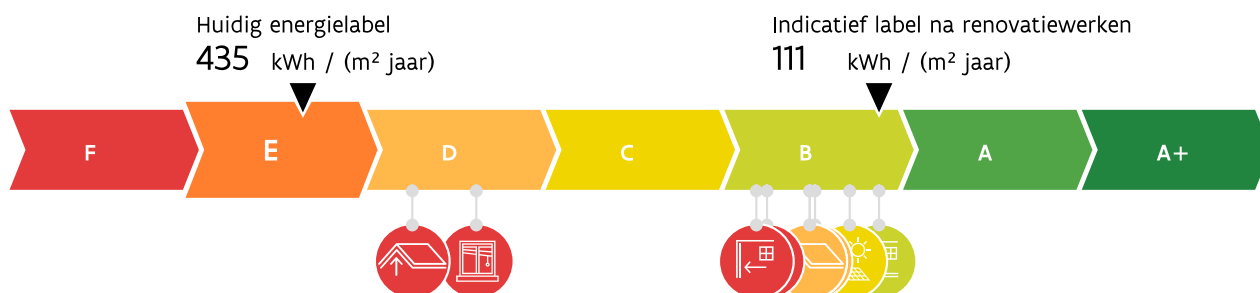 Huidig energielabel
435 kWh / (m² jaar)
Indicatief label na renovatiewerken
111 kWh / (m² jaar)
F E D C B A A+